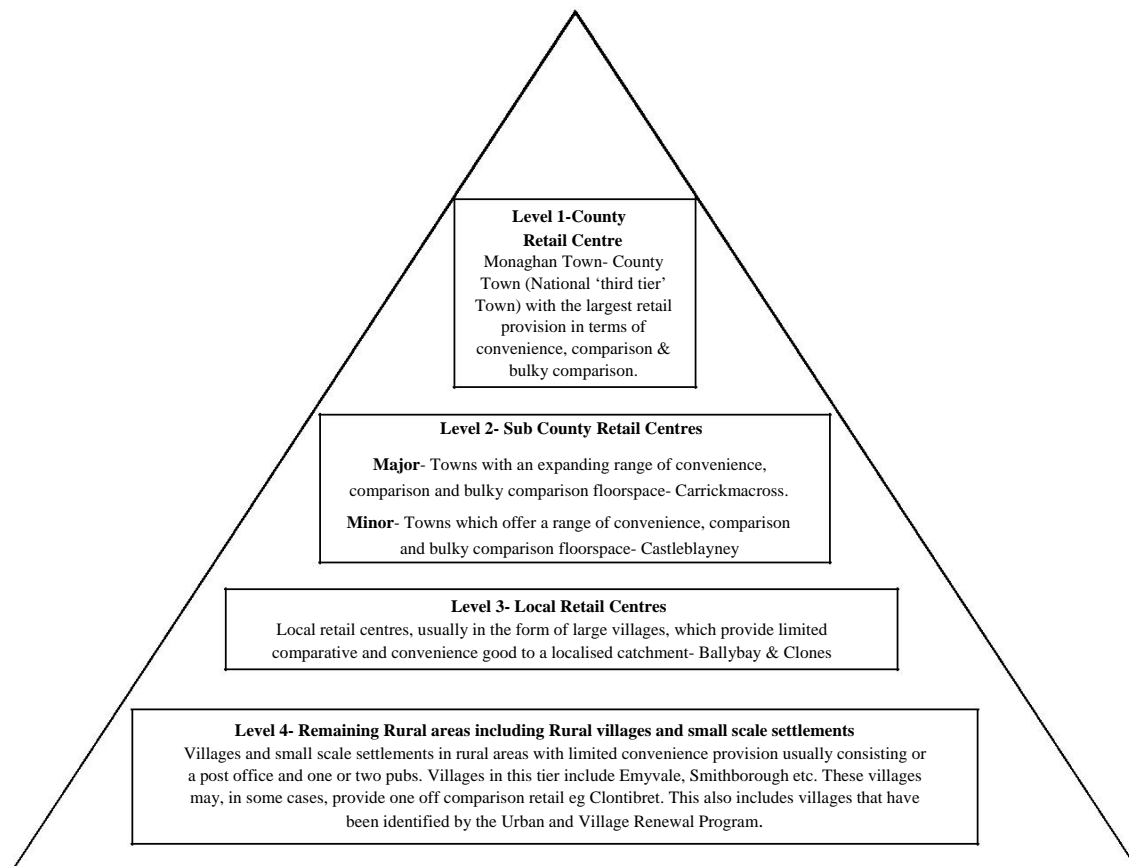 Level 1-County
Retail Centre
Monaghan Town- County
Town (National ‘third tier’
Town) with the largest retail
provision in terms of
convenience, comparison &
bulky comparison.
Level 2- Sub County Retail Centres
Major- Towns with an expanding range of convenience,
comparison and bulky comparison floorspace- Carrickmacross.
Minor- Towns which offer a range of convenience, comparison
and bulky comparison floorspace- Castleblayney
Level 3- Local Retail Centres
Local retail centres, usually in the form of large villages, which provide limited
comparative and convenience good to a localised catchment- Ballybay & Clones
Level 4- Remaining Rural areas including Rural villages and small scale settlements
Villages and small scale settlements in rural areas with limited convenience provision usually consisting or
a post office and one or two pubs. Villages in this tier include Emyvale, Smithborough etc. These villages
may, in some cases, provide one off comparison retail eg Clontibret. This also includes villages that have
been identified by the Urban and Village Renewal Program.